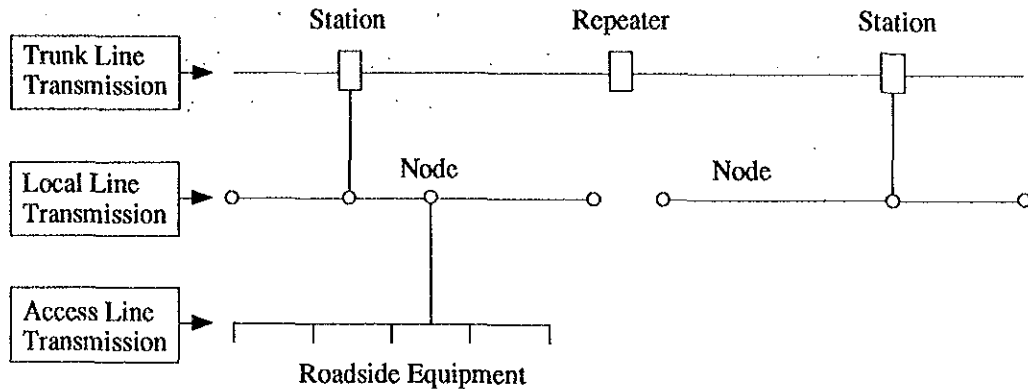 Station
Repeater
Station
Trunk Line
Transmission
Node
Node
Local Line
Transmission
Access Line
Transmission
Roadside Equipment